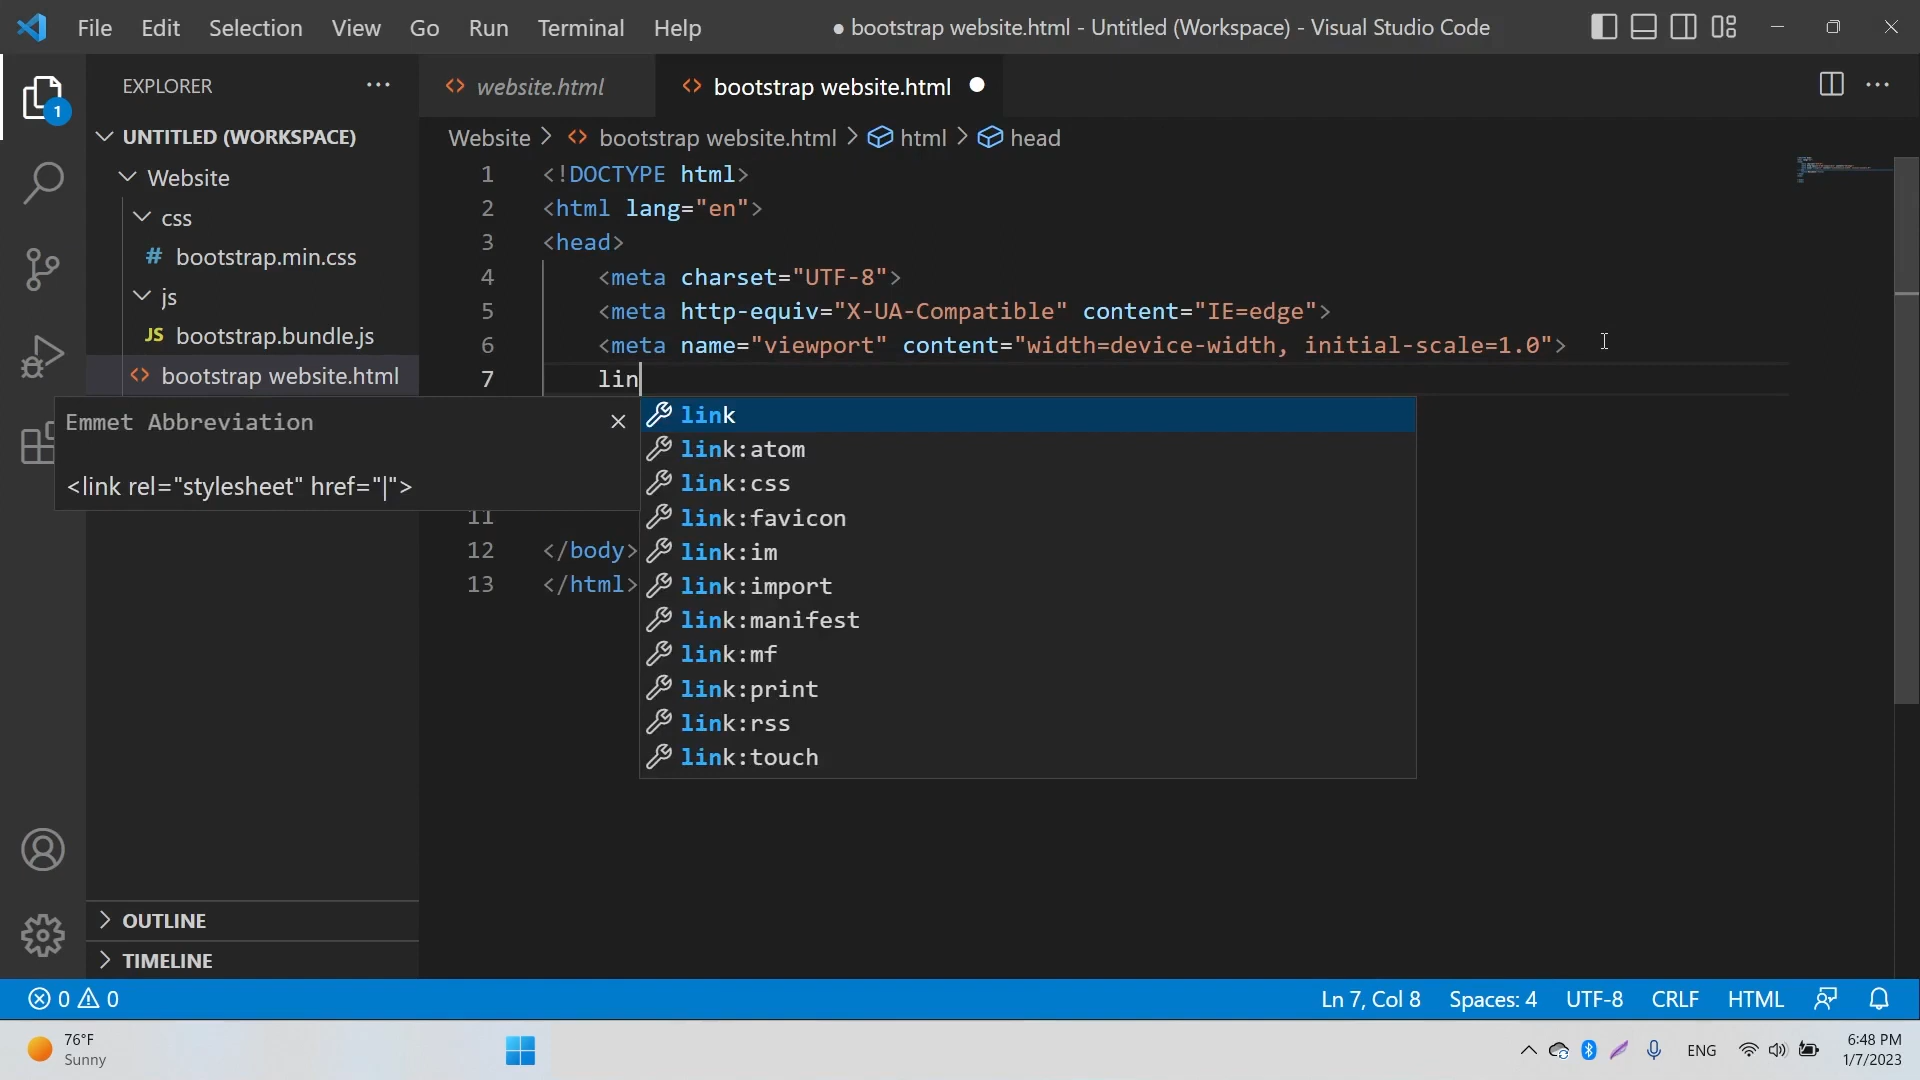 File Edit Selection View Go Run Terminal Help
● bootstrap website.html - Untitled (Workspace) - Visual Studio Code
EXPLORER
1
UNTITLED (WORKSPACE)
Website
css
# bootstrap.min.css
js
JS bootstrap.bundle.js
<> bootstrap website.html
OUTLINE
TIMELINE
<> website.html
<> bootstrap website.html
Website > <> bootstrap website.html > html > head
1 <!DOCTYPE html>
2 <html lang="en">
3 <head>
4 <meta charset="UTF-8">
5 <meta http-equiv="X-UA-Compatible" content="IE=edge">
6 <meta name="viewport" content="width=device-width, initial-scale=1.0">
7 lin
Emmet Abbreviation
<link rel="stylesheet" href="|">
link
link:atom
link:css
link:favicon
link:im
link:import
link:manifest
link:mf
link:print
link:rss
link:touch
11
12 </body>
13 </html>
0 0
Ln 7, Col 8 Spaces: 4 UTF-8 CRLF HTML
76°F
Sunny
ENG
6:48 PM
1/7/2023